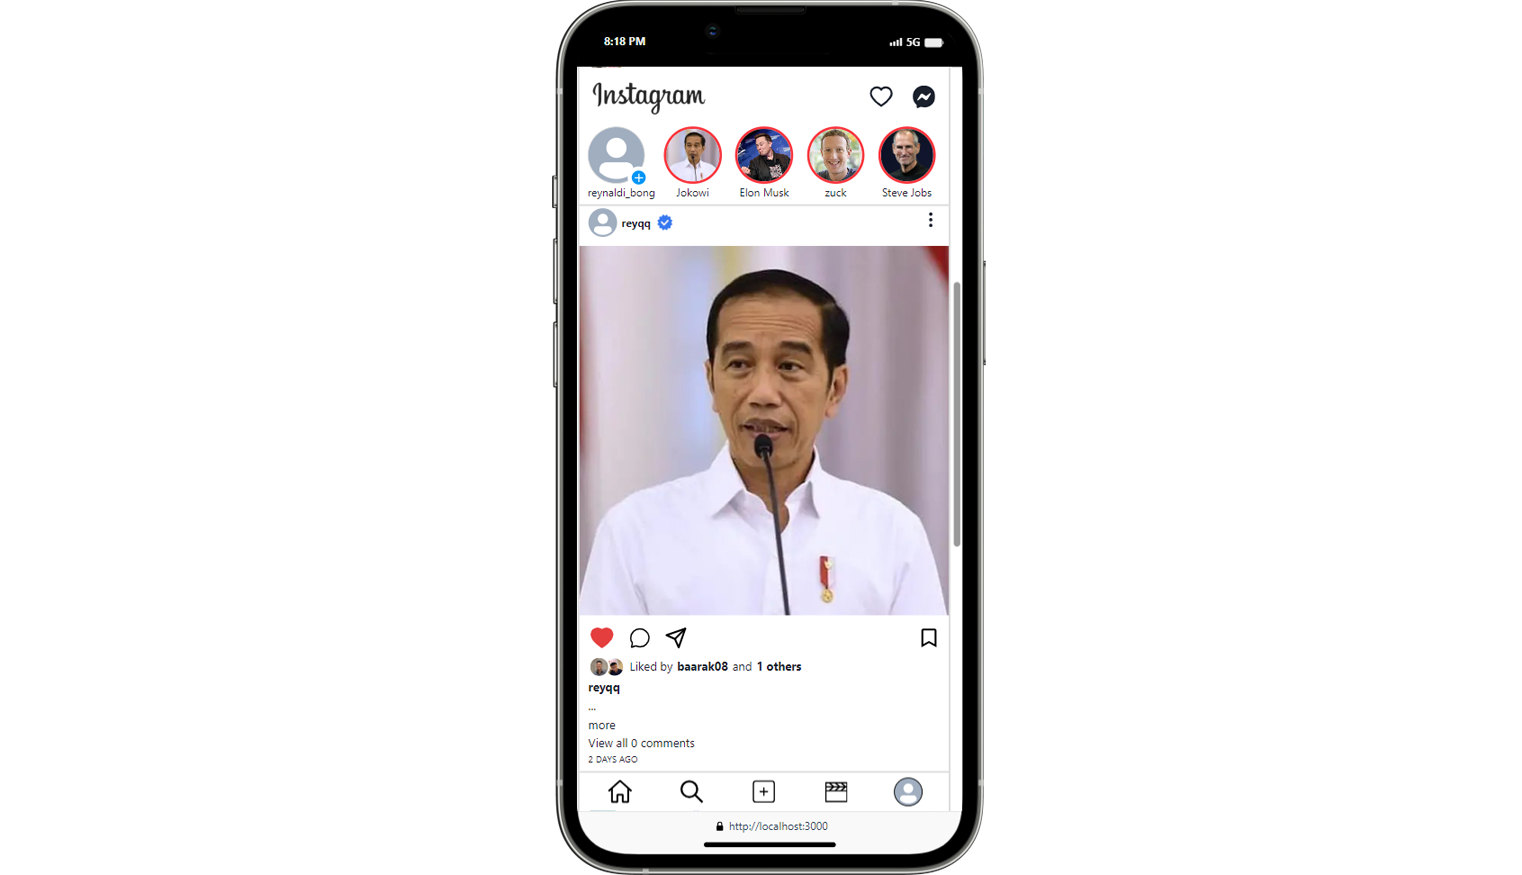 8:18 PM
5G
Instagram
reynaldi_bong
Jokowi
Elon Musk
zuck
Steve Jobs
reyqq
Liked by baarak08 and 1 others
reyqq
...
more
View all 0 comments
2 DAYS AGO
http://localhost:3000